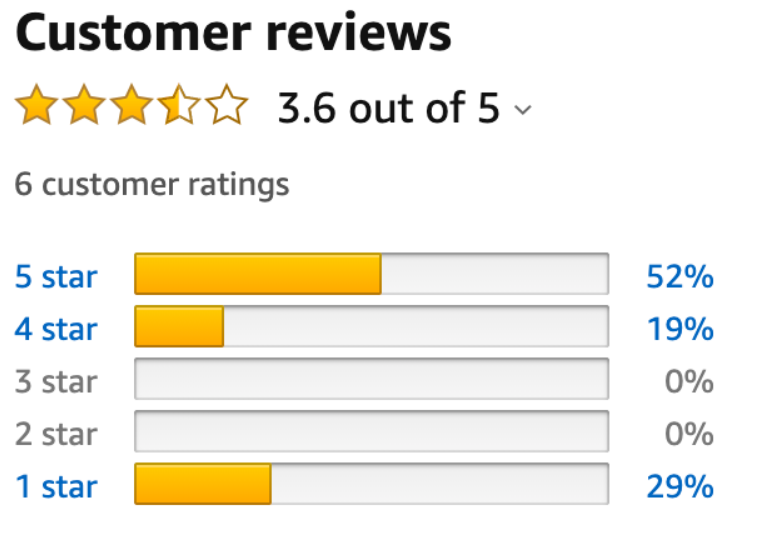 Customer reviews
3.6 out of 5
6 customer ratings
5 star 52%
4 star 19%
3 star 0%
2 star 0%
1 star 29%